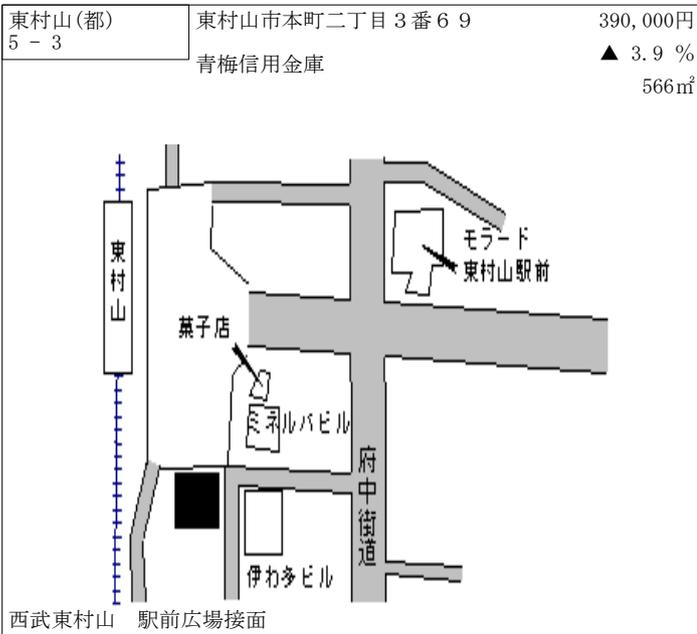 東村山(都)
5 - 3
東村山市本町二丁目３番６９
青梅信用金庫
390,000円
▲ 3.9 %
566㎡
東村山
モラード
東村山駅前
菓子店
ミネルバビル
府中街道
伊わ多ビル
西武東村山　駅前広場接面